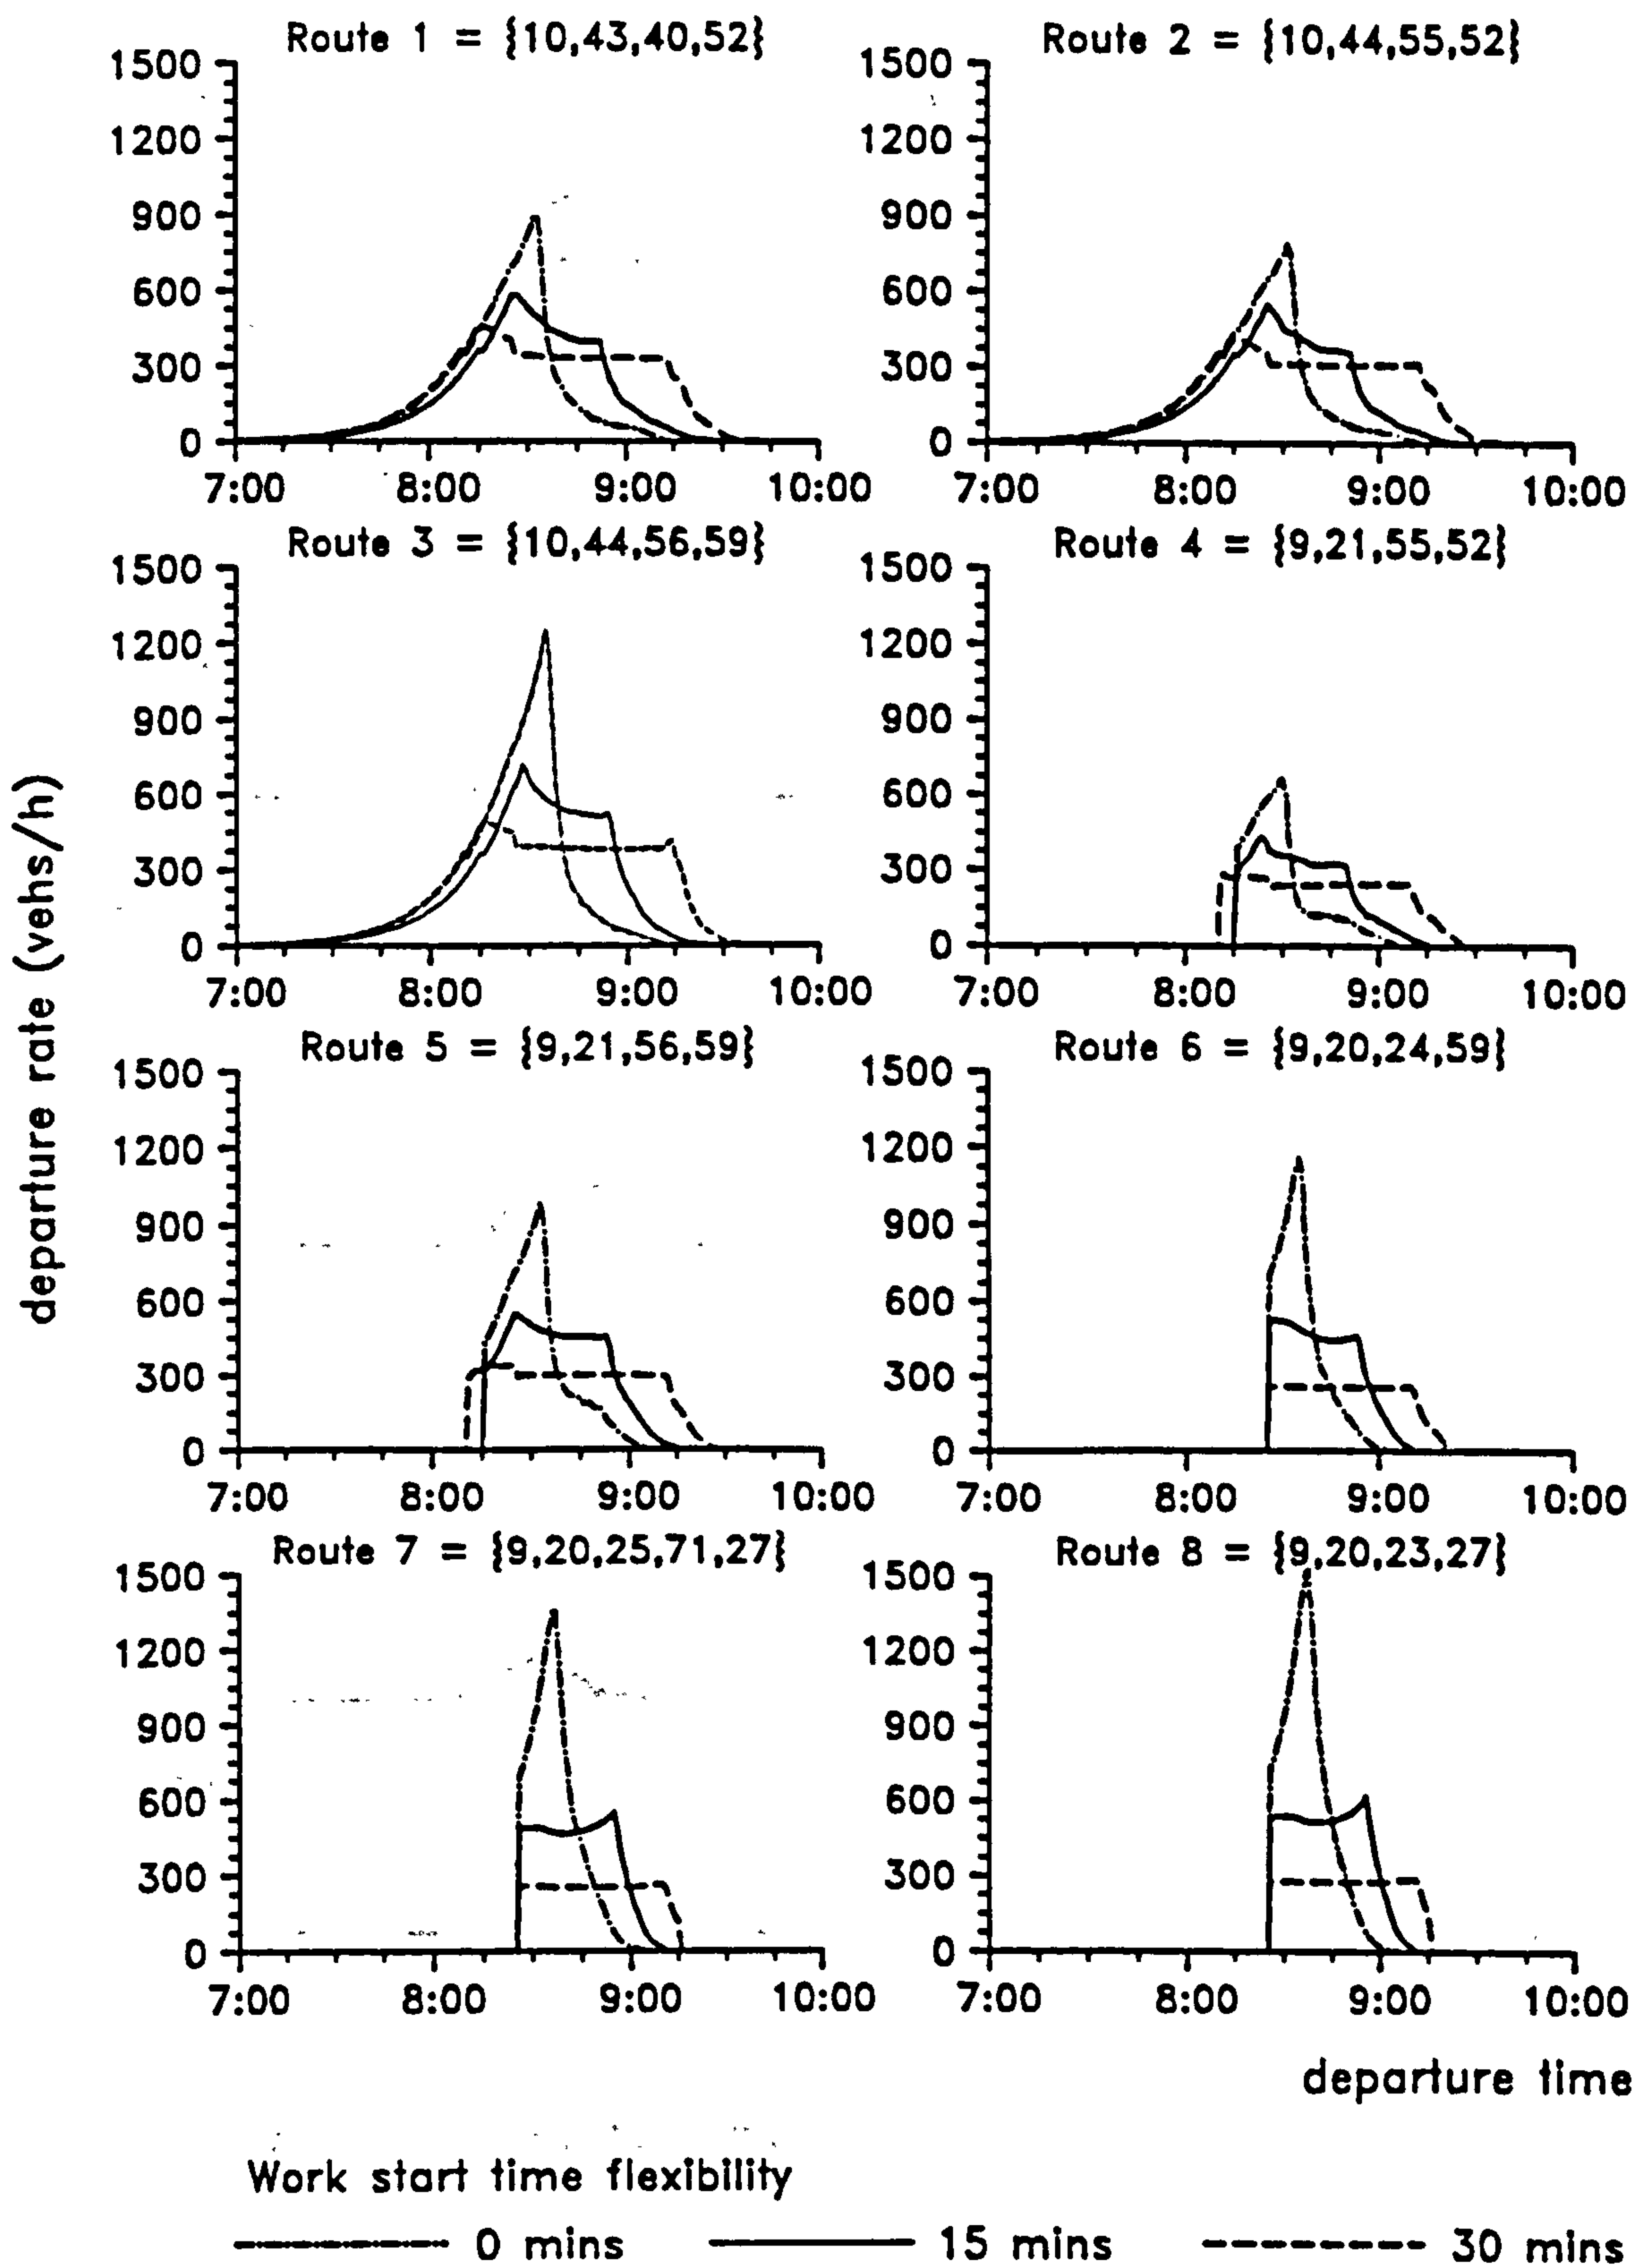 Route 1 = {10,43,40,52}
1500
1200
900
600
300
0
7:00 8:00 9:00 10:00
Route 2 = {10,44,55,52}
1500
1200
900
600
300
0
7:00 8:00 9:00 10:00
Route 3 = {10,44,56,59}
1500
1200
900
600
300
0
7:00 8:00 9:00 10:00
Route 4 = {9,21,55,52}
1500
1200
900
600
300
0
7:00 8:00 9:00 10:00
Route 5 = {9,21,56,59}
1500
1200
900
600
300
0
7:00 8:00 9:00 10:00
Route 6 = {9,20,24,59}
1500
1200
900
600
300
0
7:00 8:00 9:00 10:00
Route 7 = {9,20,25,71,27}
1500
1200
900
600
300
0
7:00 8:00 9:00 10:00
Route 8 = {9,20,23,27}
1500
1200
900
600
300
0
7:00 8:00 9:00 10:00
departure rate (vehs/h)
departure time
Work start time flexibility
0 mins 15 mins 30 mins